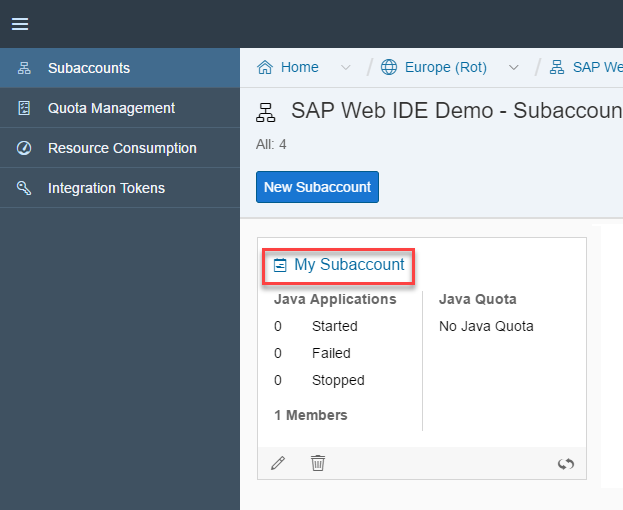 Subaccounts
Quota Management
Resource Consumption
Integration Tokens
Home / Europe (Rot) / SAP We
SAP Web IDE Demo - Subaccoun
All: 4
New Subaccount
My Subaccount
Java Applications
0 Started
0 Failed
0 Stopped
1 Members
Java Quota
No Java Quota